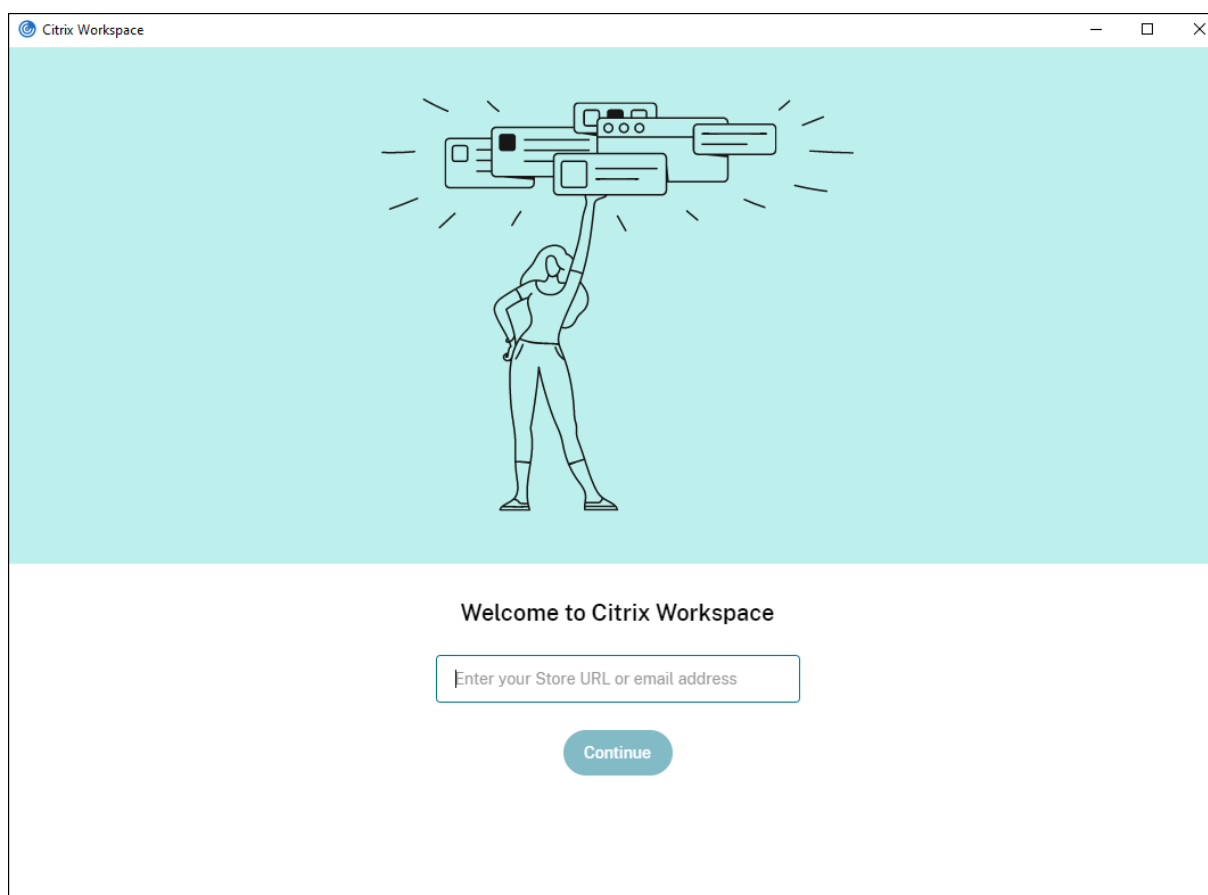 Citrix Workspace
Welcome to Citrix Workspace
Enter your Store URL or email address
Continue